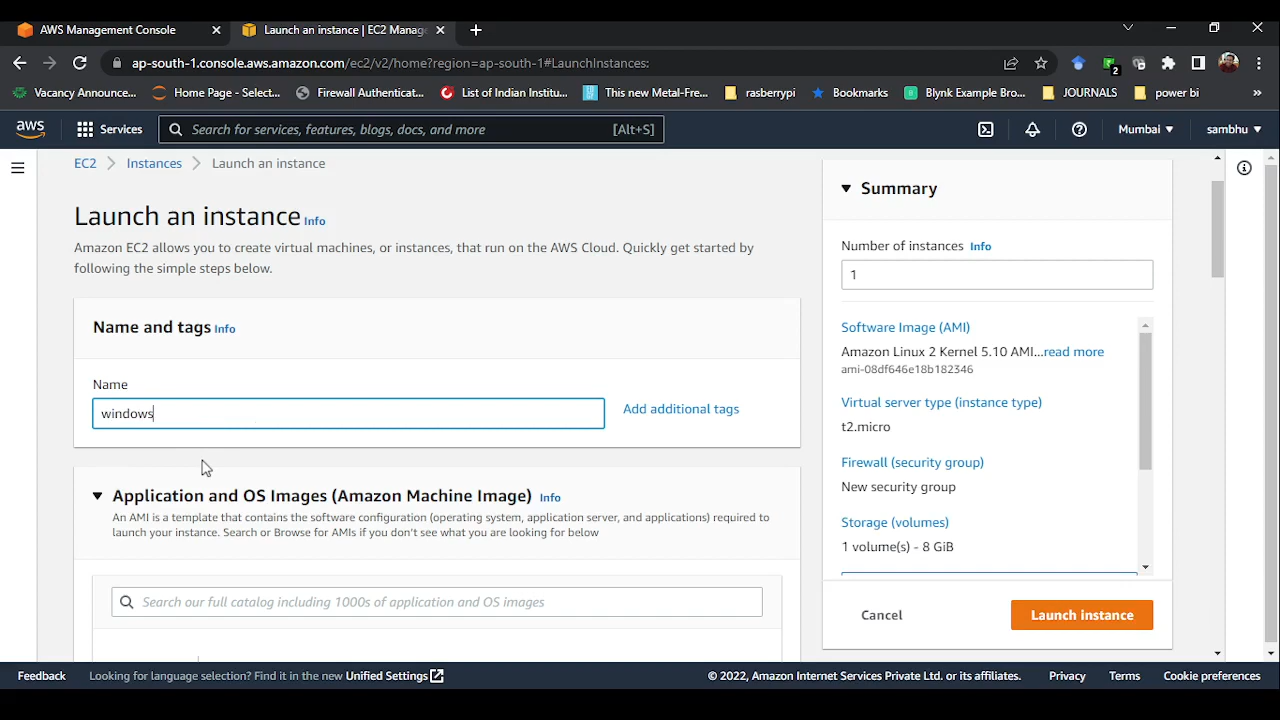 AWS Management Console
Launch an instance | EC2 Manag
ap-south-1.console.aws.amazon.com/ec2/v2/home?region=ap-south-1#LaunchInstances:
2
Vacancy Announce...
Home Page - Select...
Firewall Authenticat...
List of Indian Institu...
This new Metal-Fre...
rasberrypi
Bookmarks
Blynk Example Bro...
JOURNALS
power bi
»
aws
Services
Search for services, features, blogs, docs, and more
[Alt+S]
Mumbai
sambhu
EC2
Instances
Launch an instance
Launch an instance Info
Amazon EC2 allows you to create virtual machines, or instances, that run on the AWS Cloud. Quickly get started by
following the simple steps below.
Name and tags Info
Name
windows
Add additional tags
Application and OS Images (Amazon Machine Image) Info
An AMI is a template that contains the software configuration (operating system, application server, and applications) required to
launch your instance. Search or Browse for AMIs if you don't see what you are looking for below
Search our full catalog including 1000s of application and OS images
Summary
Number of instances Info
1
Software Image (AMI)
Amazon Linux 2 Kernel 5.10 AMI...read more
ami-08df646e18b182346
Virtual server type (instance type)
t2.micro
Firewall (security group)
New security group
Storage (volumes)
1 volume(s) - 8 GiB
Cancel
Launch instance
Feedback
Looking for language selection? Find it in the new Unified Settings
© 2022, Amazon Internet Services Private Ltd. or its affiliates.
Privacy
Terms
Cookie preferences